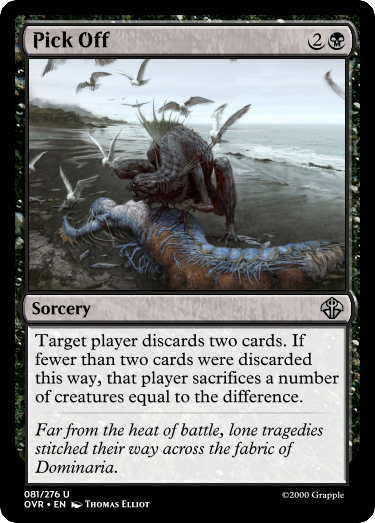 Pick Off 2
Sorcery
Target player discards two cards. If
fewer than two cards were discarded
this way, that player sacrifices a number
of creatures equal to the difference.
Far from the heat of battle, lone tragedies
stitched their way across the fabric of
Dominaria.
081/276 U
OVR • EN Thomas Elliot
©2000 Grapple